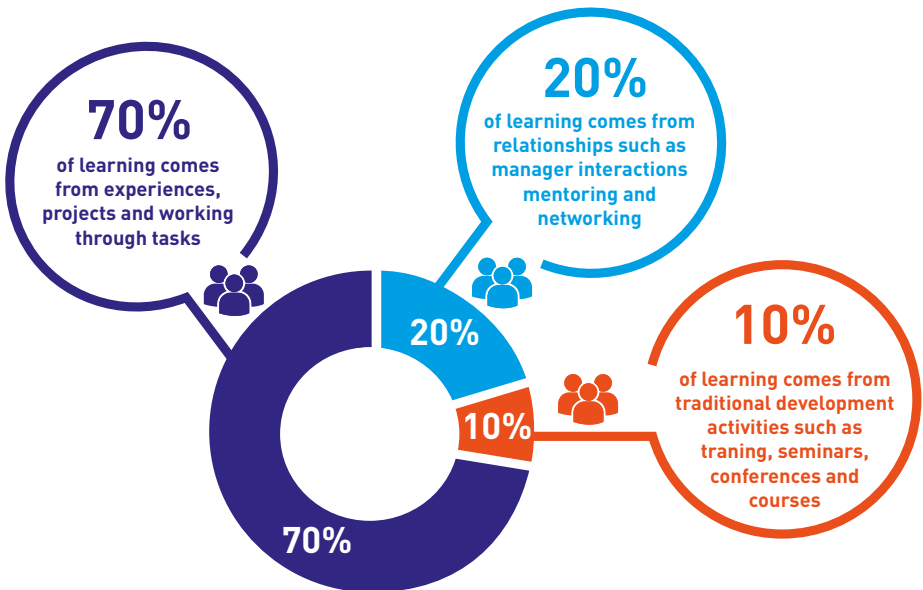 70%
of learning comes
from experiences,
projects and working
through tasks
20%
of learning comes from
relationships such as
manager interactions
mentoring and
networking
10%
of learning comes from
traditional development
activities such as
traning, seminars,
conferences and
courses
20%
10%
70%